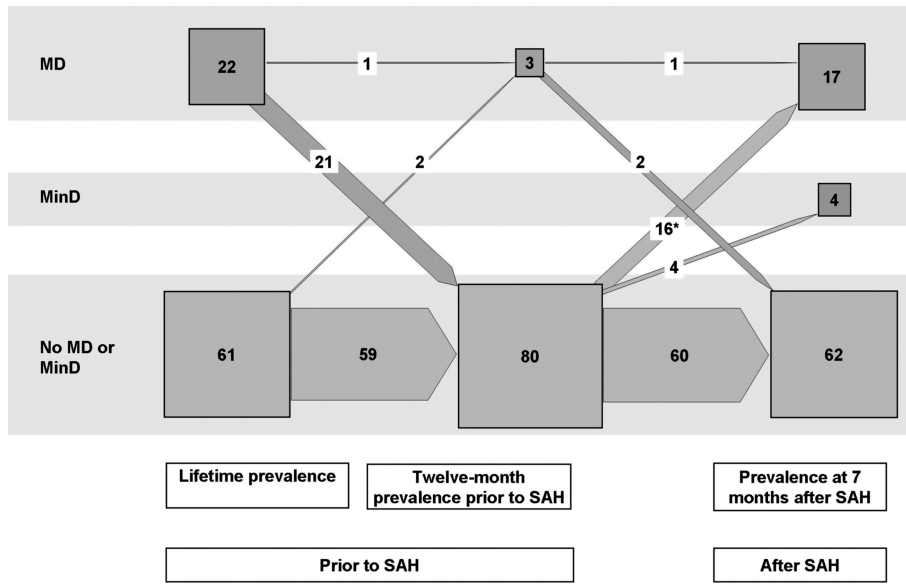 MD
22
1
3
1
17
21
2
2
MinD
4
16*
4
No MD or
MinD
61
59
80
60
62
Lifetime prevalence
Twelve-month
prevalence prior to SAH
Prevalence at 7
months after SAH
Prior to SAH
After SAH